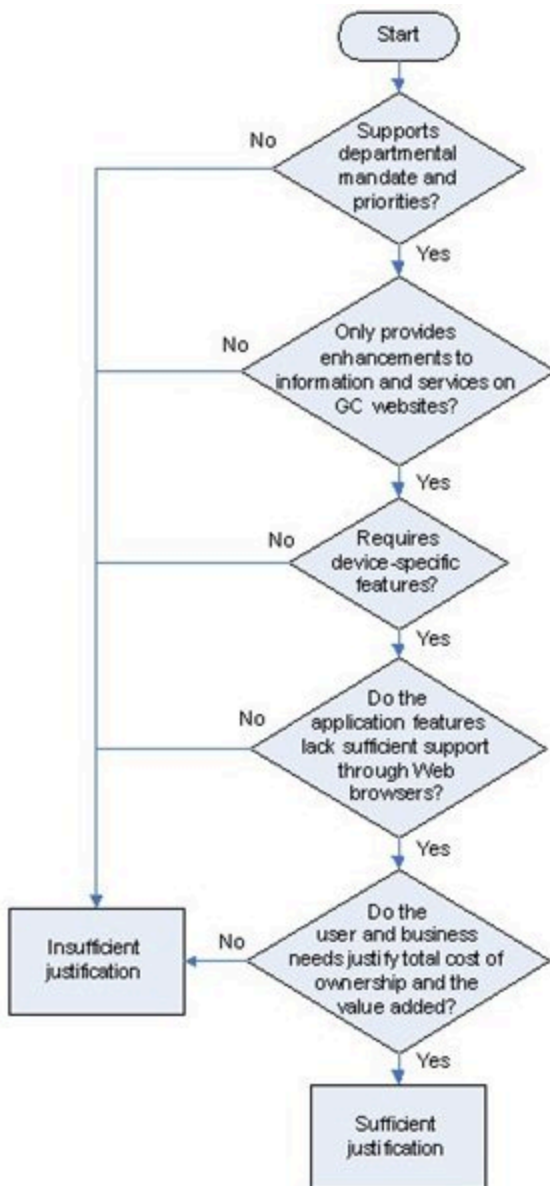 Start
No
Supports
departmental
mandate and
priorities?
Yes
No
Only provides
enhancements to
information and services on
GC websites?
Yes
No
Requires
device-specific
features?
Yes
No
Do the
application features
lack sufficient support
through Web
browsers?
Yes
Insufficient
justification
No
Do the
user and business
needs justify total cost of
ownership and the
value added?
Yes
Sufficient
justification